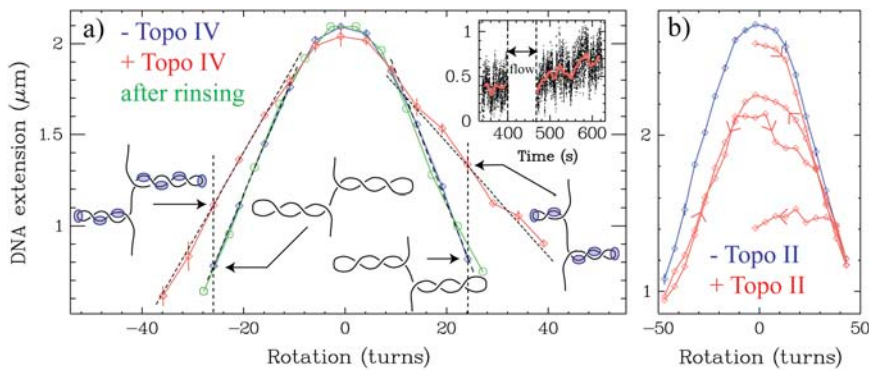 a)
- Topo IV
+ Topo IV
after rinsing
DNA extension (μm)
2
1.5
1
-40
-20
0
20
40
Rotation (turns)
1.0
0.5
0.0
flow
400
500
600
Time (s)
b)
- Topo II
+ Topo II
2
1
-50
0
50
Rotation (turns)